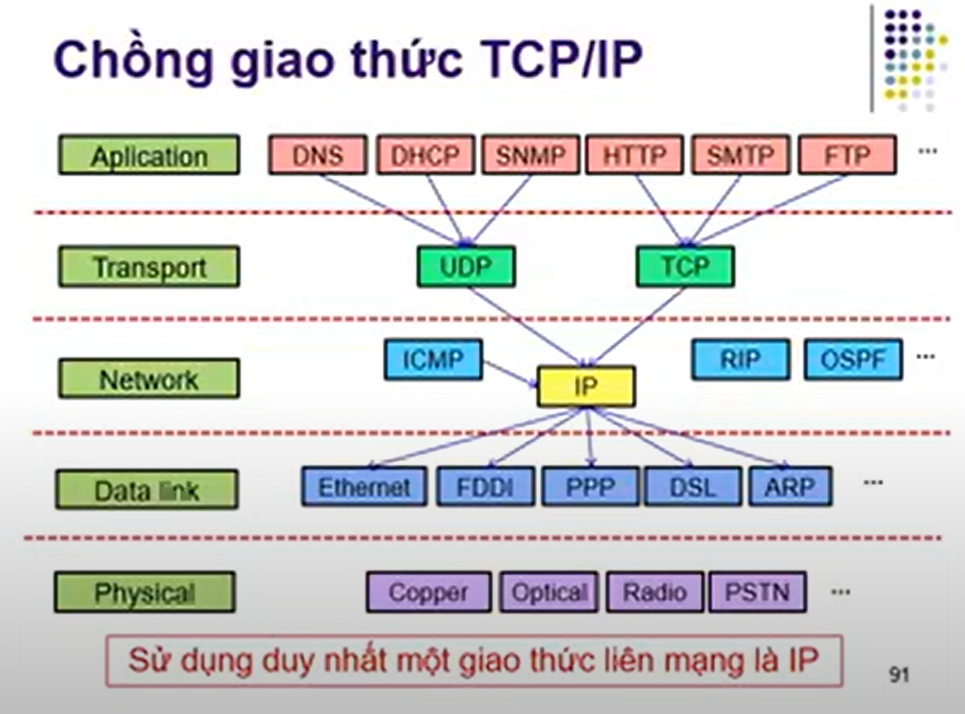 Chồng giao thức TCP/IP
Aplication DNS DHCP SNMP HTTP SMTP FTP ...
Transport UDP TCP
Network ICMP IP RIP OSPF ...
Data link Ethernet FDDI PPP DSL ARP ...
Physical Copper Optical Radio PSTN ...
Sử dụng duy nhất một giao thức liên mạng là IP
91